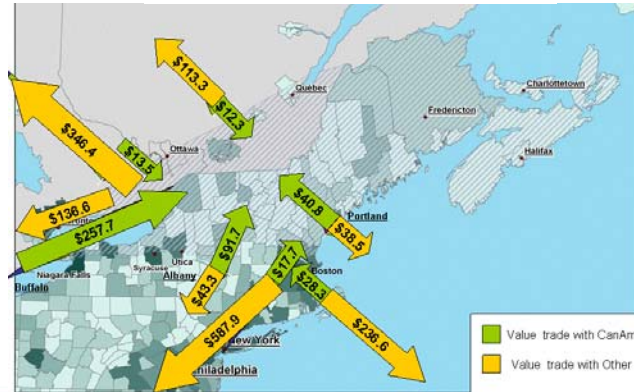 $113.3
$12.3
Québec
Charlottetown
$346.4
Fredericton
$13.5
Ottawa
Halifax
$136.6
$257.7
$40.8
Portland
$38.5
$91.7
Niagara Falls
Syracuse
Utica
Albany
$43.3
$17.7
Boston
$28.3
Buffalo
$587.9
$236.6
New York
Philadelphia
Value trade with CanAm
Value trade with Other